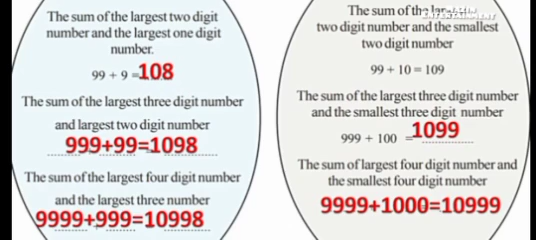 The sum of the largest two digit
number and the largest one digit
number.
99 + 9 =108
The sum of the largest three digit number
and largest two digit number
999+99=1098
The sum of the largest four digit number
and the largest three number
9999+999=10998
The sum of the
ENTERTAINMENT
two digit number and the smallest
two digit number
99 + 10 = 109
The sum of the largest three digit number
and the smallest three digit number
999 + 100 = 1099
The sum of largest four digit number and
the smallest four digit number
9999+1000=10999